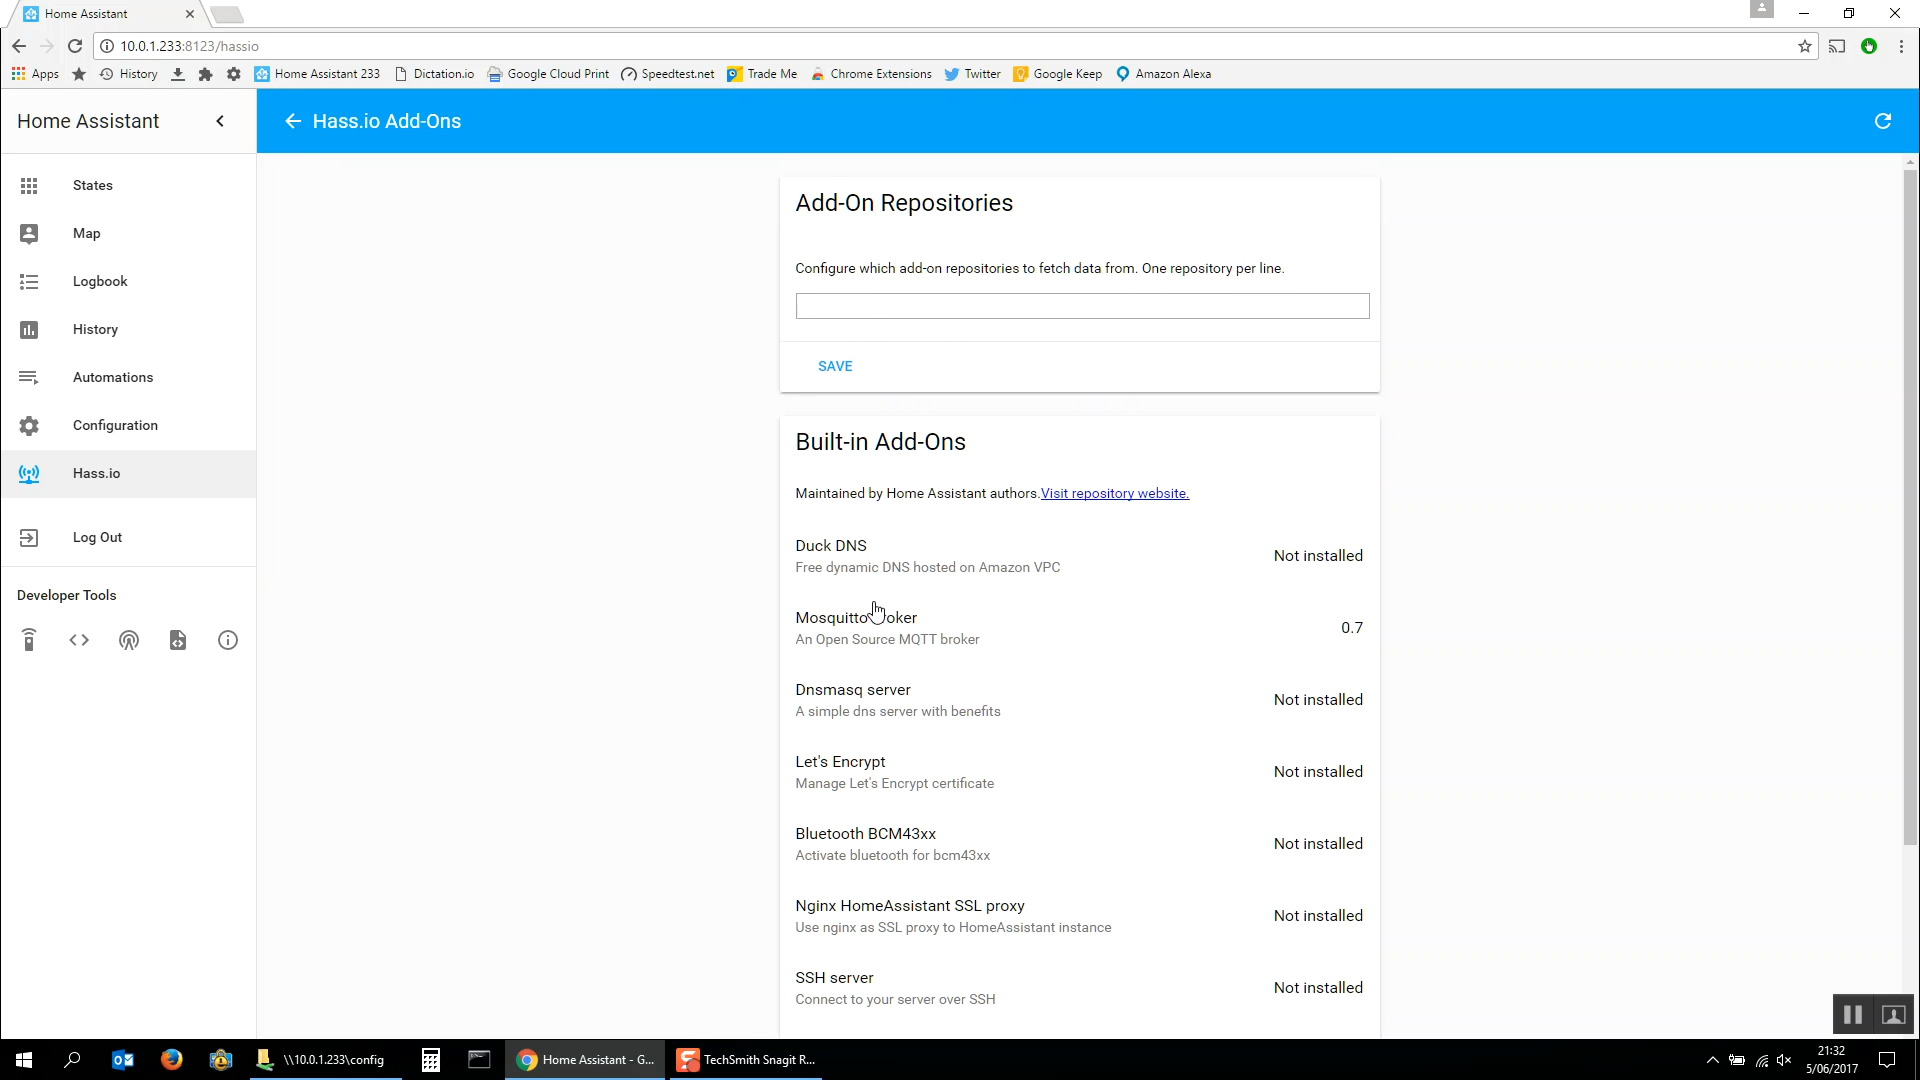 Home Assistant
10.0.1.233:8123/hassio
Apps
History
Home Assistant 233
Dictation.io
Google Cloud Print
Speedtest.net
Trade Me
Chrome Extensions
Twitter
Google Keep
Amazon Alexa
Home Assistant
Hass.io Add-Ons
States
Map
Logbook
History
Automations
Configuration
Hass.io
Log Out
Developer Tools
Add-On Repositories
Configure which add-on repositories to fetch data from. One repository per line.
SAVE
Built-in Add-Ons
Maintained by Home Assistant authors.Visit repository website.
Duck DNS
Free dynamic DNS hosted on Amazon VPC
Not installed
Mosquitto oker
An Open Source MQTT broker
0.7
Dnsmasq server
A simple dns server with benefits
Not installed
Let's Encrypt
Manage Let's Encrypt certificate
Not installed
Bluetooth BCM43xx
Activate bluetooth for bcm43xx
Not installed
Nginx HomeAssistant SSL proxy
Use nginx as SSL proxy to HomeAssistant instance
Not installed
SSH server
Connect to your server over SSH
Not installed
\\10.0.1.233\config
Home Assistant - G...
TechSmith Snagit R...
21:32
5/06/2017